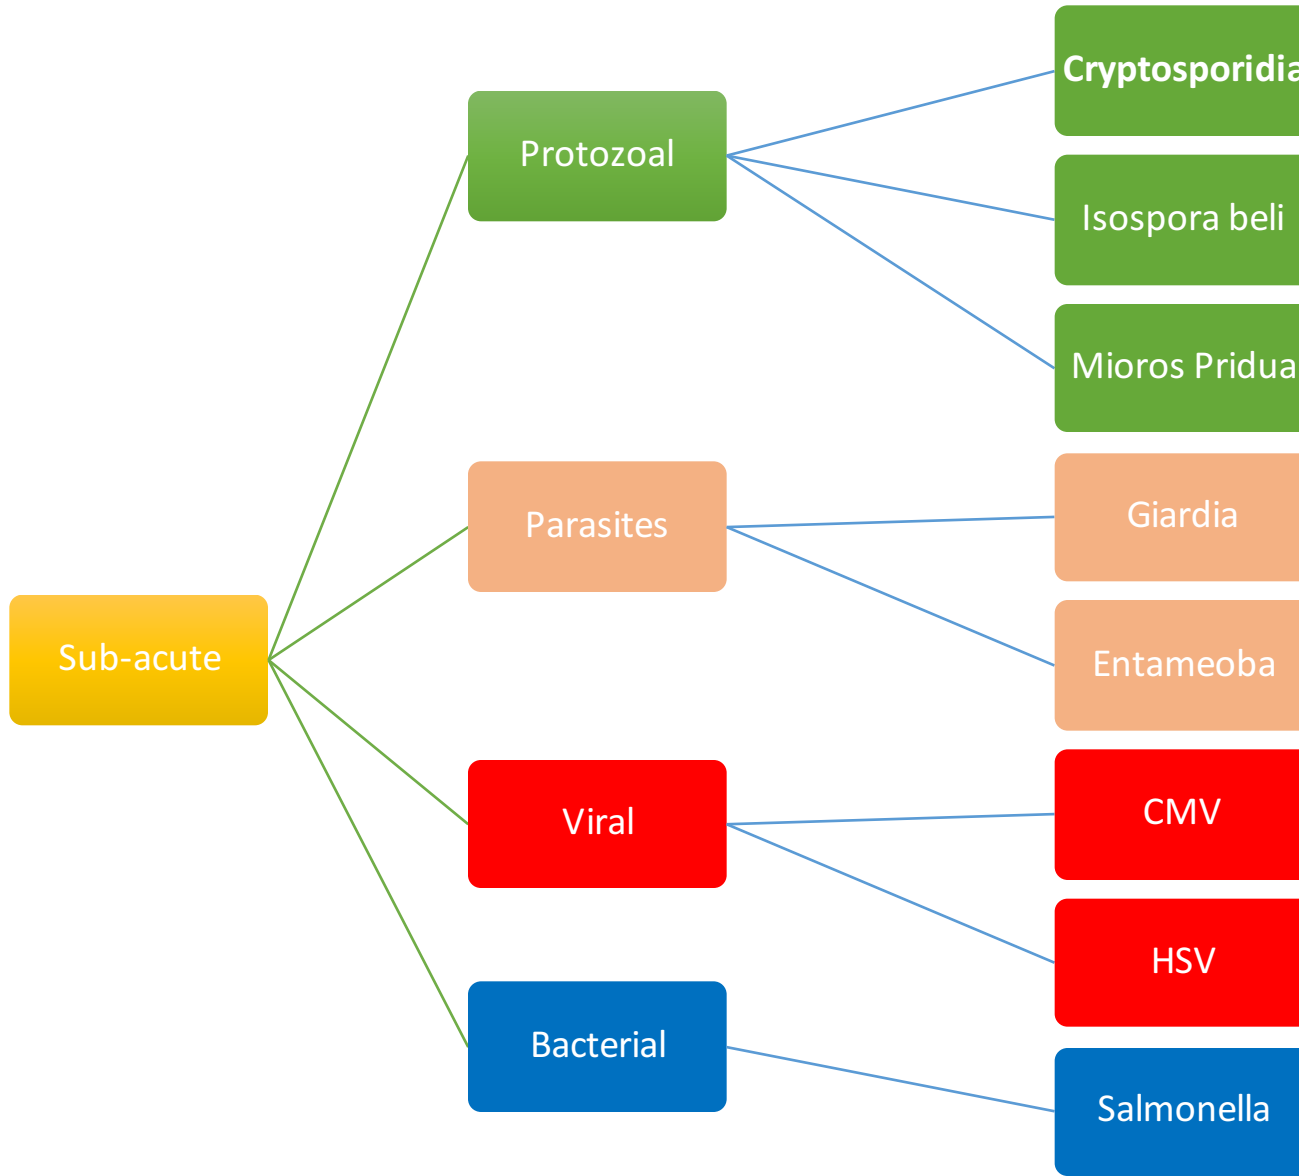 Cryptosporidia
Protozoal
Isospora beli
Mioros Pridua
Parasites
Giardia
Entameoba
Sub-acute
Viral
CMV
HSV
Bacterial
Salmonella